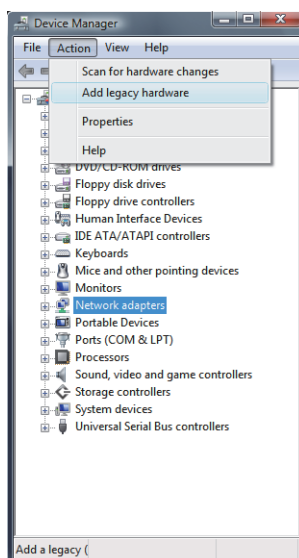 Device Manager
File Action View Help
Scan for hardware changes
Add legacy hardware
Properties
Help
DVD/CD-ROM drives
Floppy disk drives
Floppy drive controllers
Human Interface Devices
IDE ATA/ATAPI controllers
Keyboards
Mice and other pointing devices
Monitors
Network adapters
Portable Devices
Ports (COM & LPT)
Processors
Sound, video and game controllers
Storage controllers
System devices
Universal Serial Bus controllers
Add a legacy (